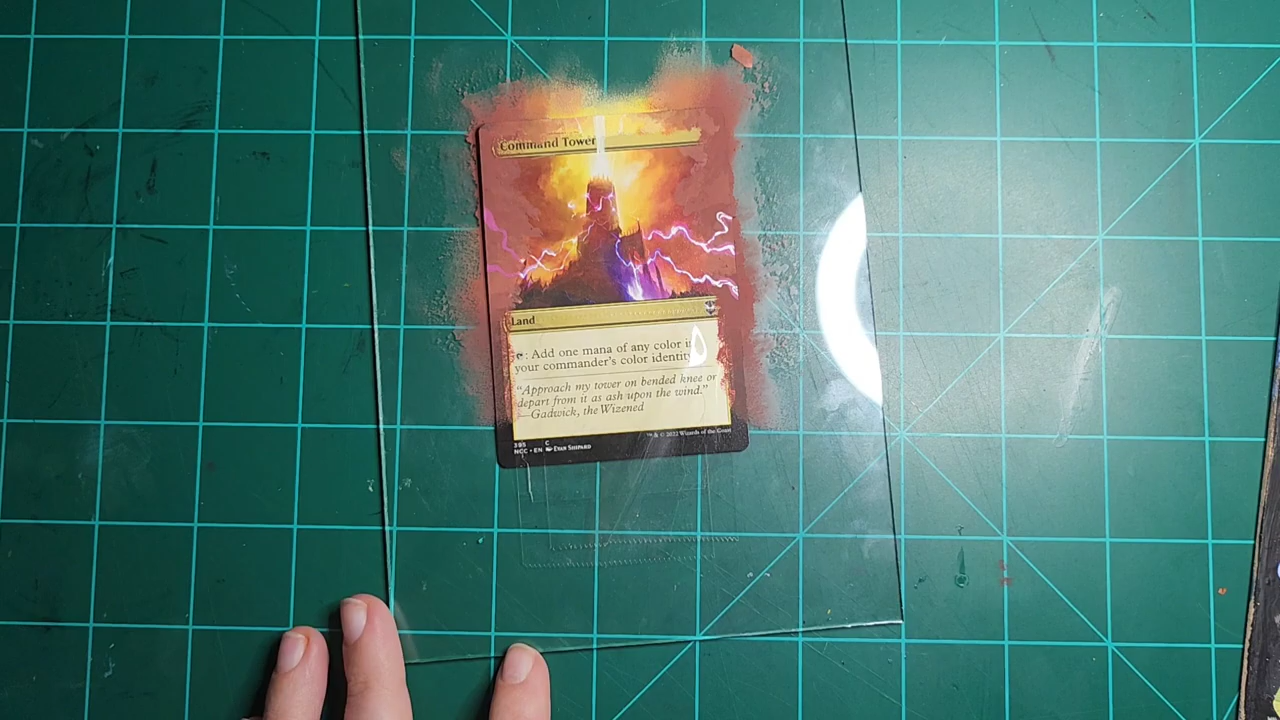 Command Tower
Land
: Add one mana of any color in
your commander's color identity
"Approach my tower on bended knee or
depart from it as ash upon the wind."
—Gadwick, the Wizened
395 C
NCC • EN EVAN SHIPARD
™ & © 2022 Wizards of the Coast